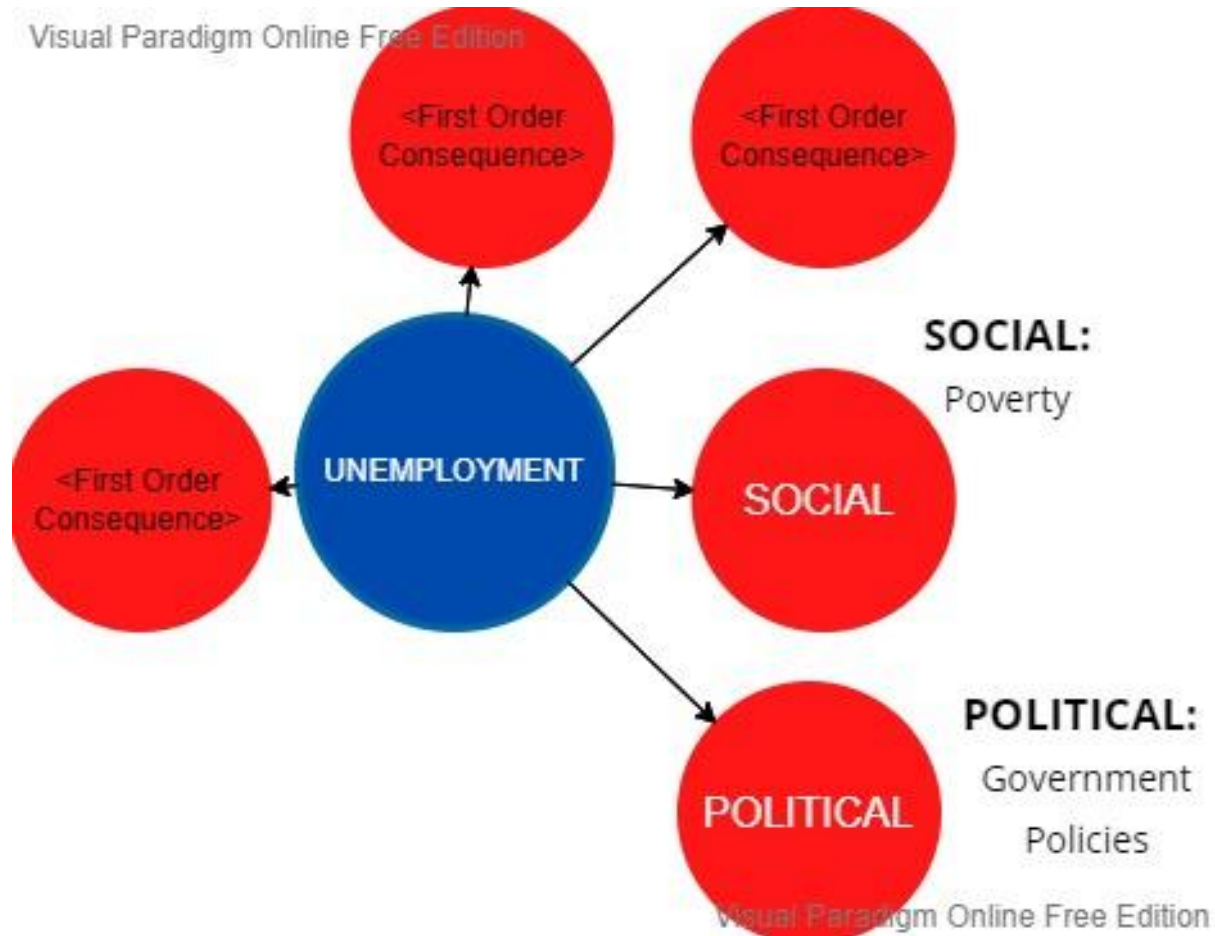 Visual Paradigm Online Free Edition
<First Order
Consequence>
<First Order
Consequence>
SOCIAL:
Poverty
<First Order
Consequence>
UNEMPLOYMENT
SOCIAL
POLITICAL:
Government
Policies
POLITICAL
Visual Paradigm Online Free Edition